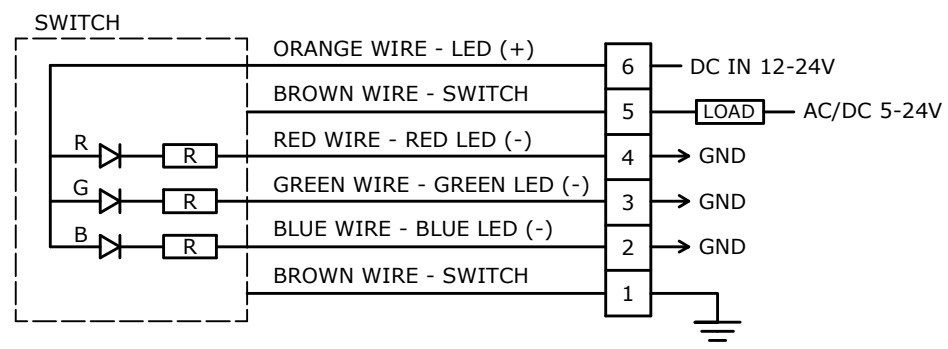 SWITCH
ORANGE WIRE - LED (+)
6
DC IN 12-24V
BROWN WIRE - SWITCH
5
LOAD
AC/DC 5-24V
R
R
RED WIRE - RED LED (-)
4
GND
G
R
GREEN WIRE - GREEN LED (-)
3
GND
B
R
BLUE WIRE - BLUE LED (-)
2
GND
BROWN WIRE - SWITCH
1